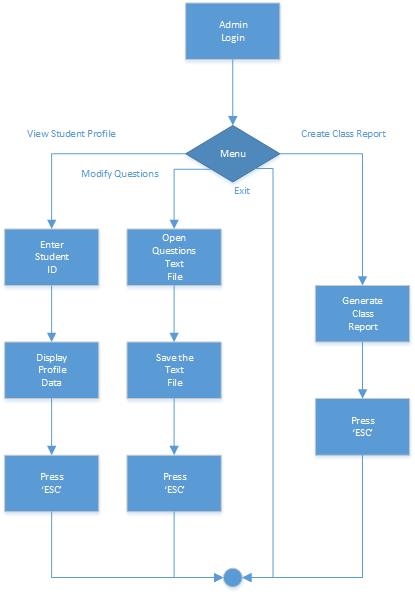 Admin
Login
Menu
View Student Profile
Create Class Report
Modify Questions
Exit
Enter
Student
ID
Open
Questions
Text
File
Generate
Class
Report
Display
Profile
Data
Save the
Text
File
Press
‘ESC’
Press
‘ESC’
Press
‘ESC’